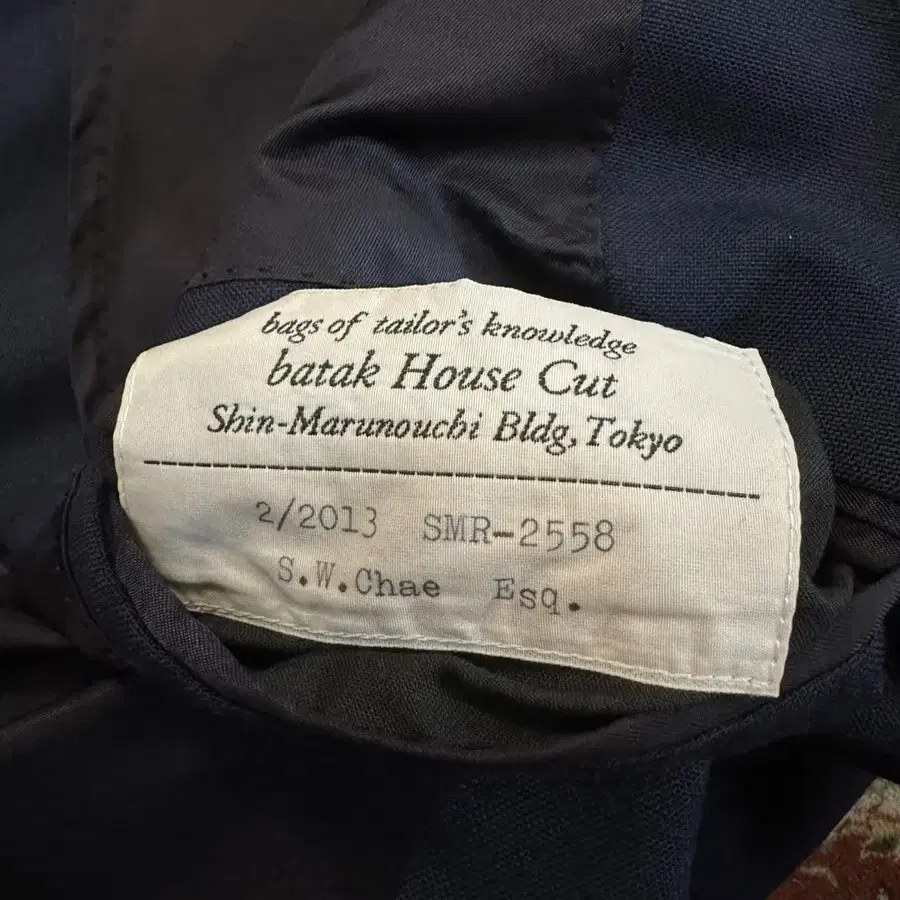 bags of tailor's knowledge
batak House Cut
Shin-Marunouchi Bldg, Tokyo
2/2013 SMR-2558
S.W.Chae Esq.